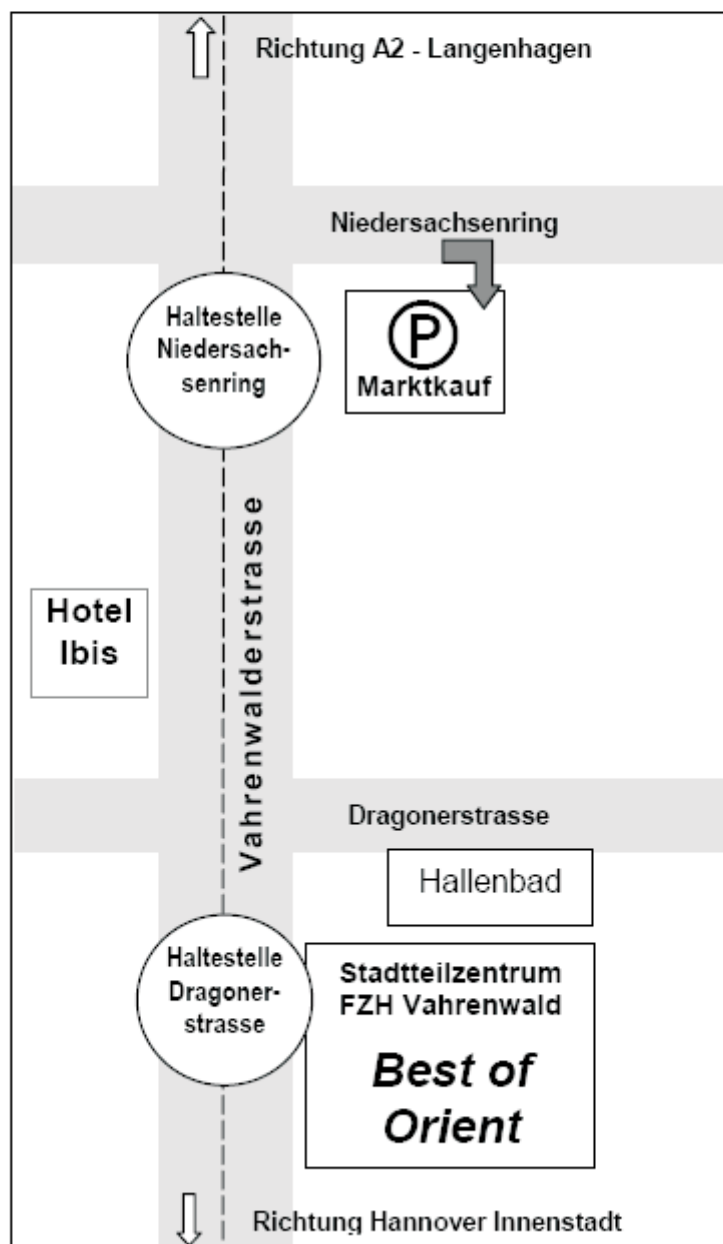 Richtung A2 - Langenhagen
Niedersachsenring
Haltestelle
Niedersach-
senring
P
Marktkauf
Vahrenwalderstrasse
Hotel
Ibis
Dragonerstrasse
Hallenbad
Haltestelle
Dragoner-
strasse
Stadtteilzentrum
FZH Vahrenwald
Best of
Orient
Richtung Hannover Innenstadt